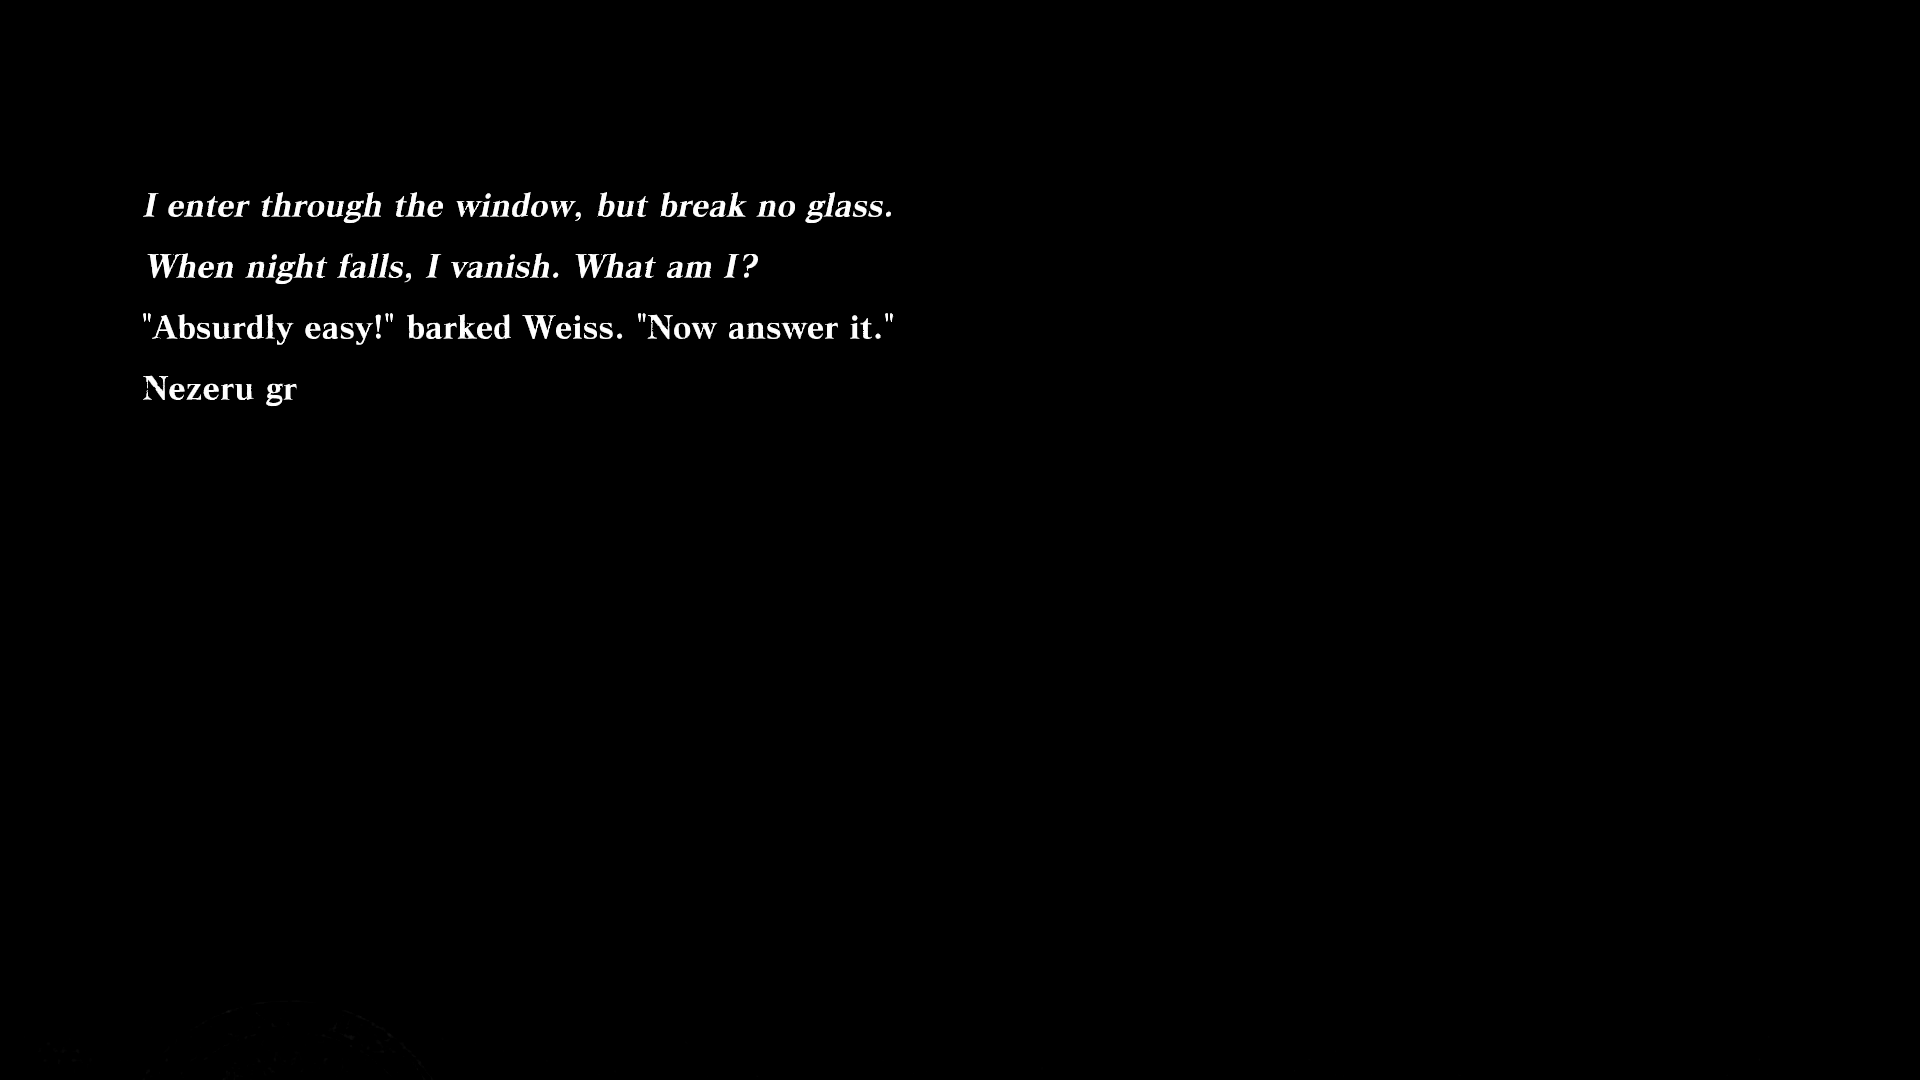 I enter through the window, but break no glass.
When night falls, I vanish. What am I?
"Absurdly easy!" barked Weiss. "Now answer it."
Nezeru gr